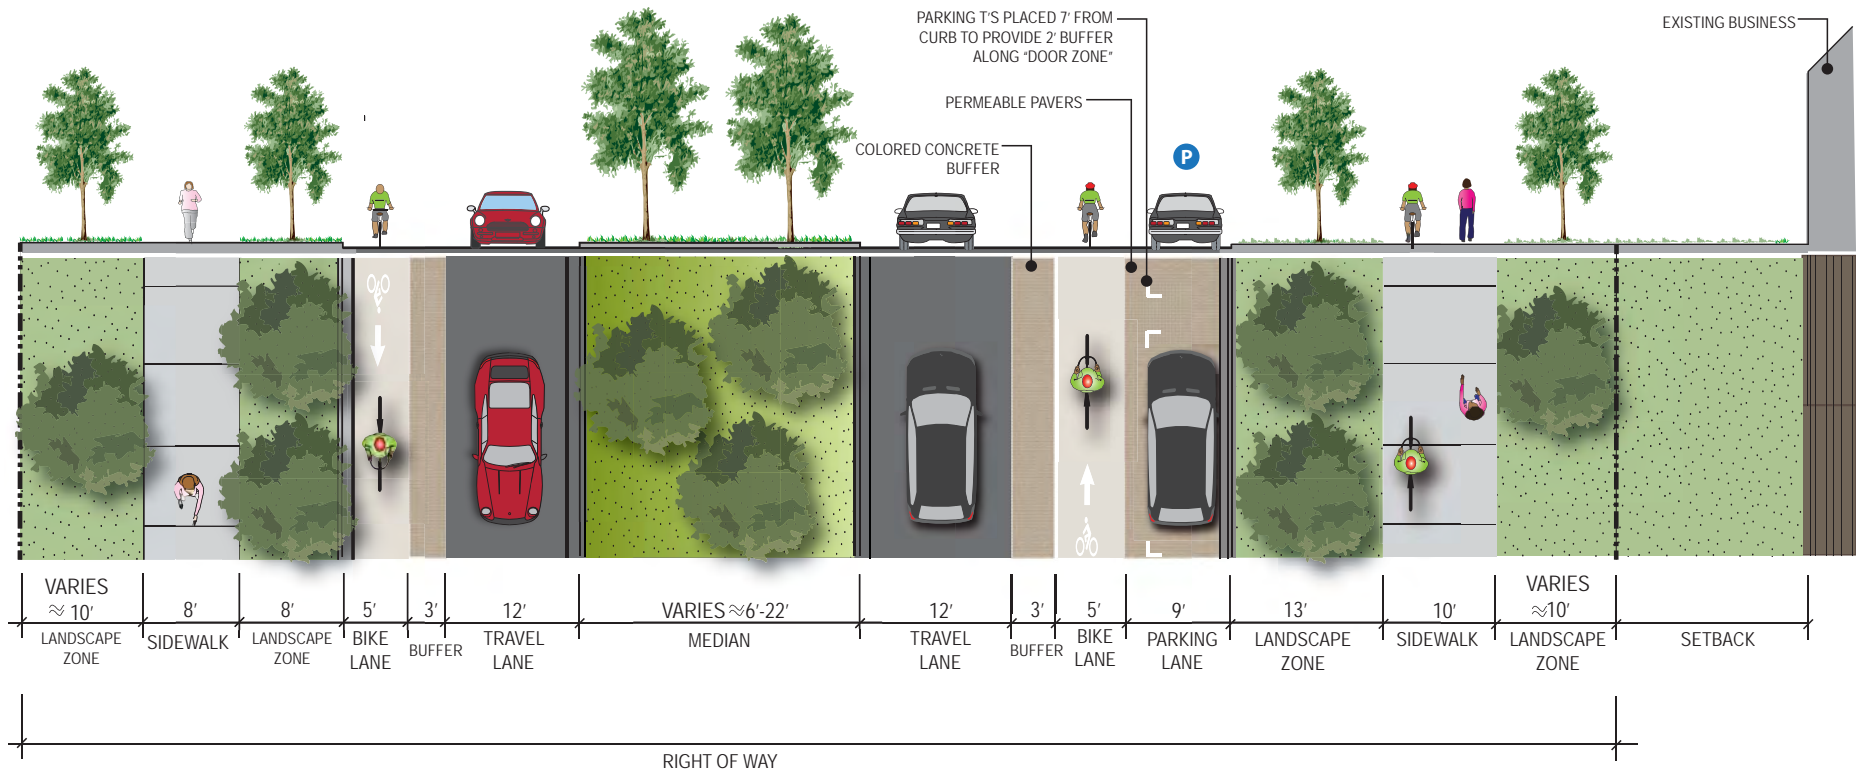 PARKING T'S PLACED 7' FROM
CURB TO PROVIDE 2' BUFFER
ALONG "DOOR ZONE"
EXISTING BUSINESS
PERMEABLE PAVERS
COLORED CONCRETE
BUFFER
P
VARIES
≈ 10'
8'
8'
5'
3'
12'
VARIES ≈6'-22'
12'
3'
5'
9'
13'
10'
VARIES
≈10'
LANDSCAPE
ZONE
SIDEWALK
LANDSCAPE
ZONE
BIKE
LANE
BUFFER
TRAVEL
LANE
MEDIAN
TRAVEL
LANE
BUFFER
BIKE
LANE
PARKING
LANE
LANDSCAPE
ZONE
SIDEWALK
LANDSCAPE
ZONE
SETBACK
RIGHT OF WAY